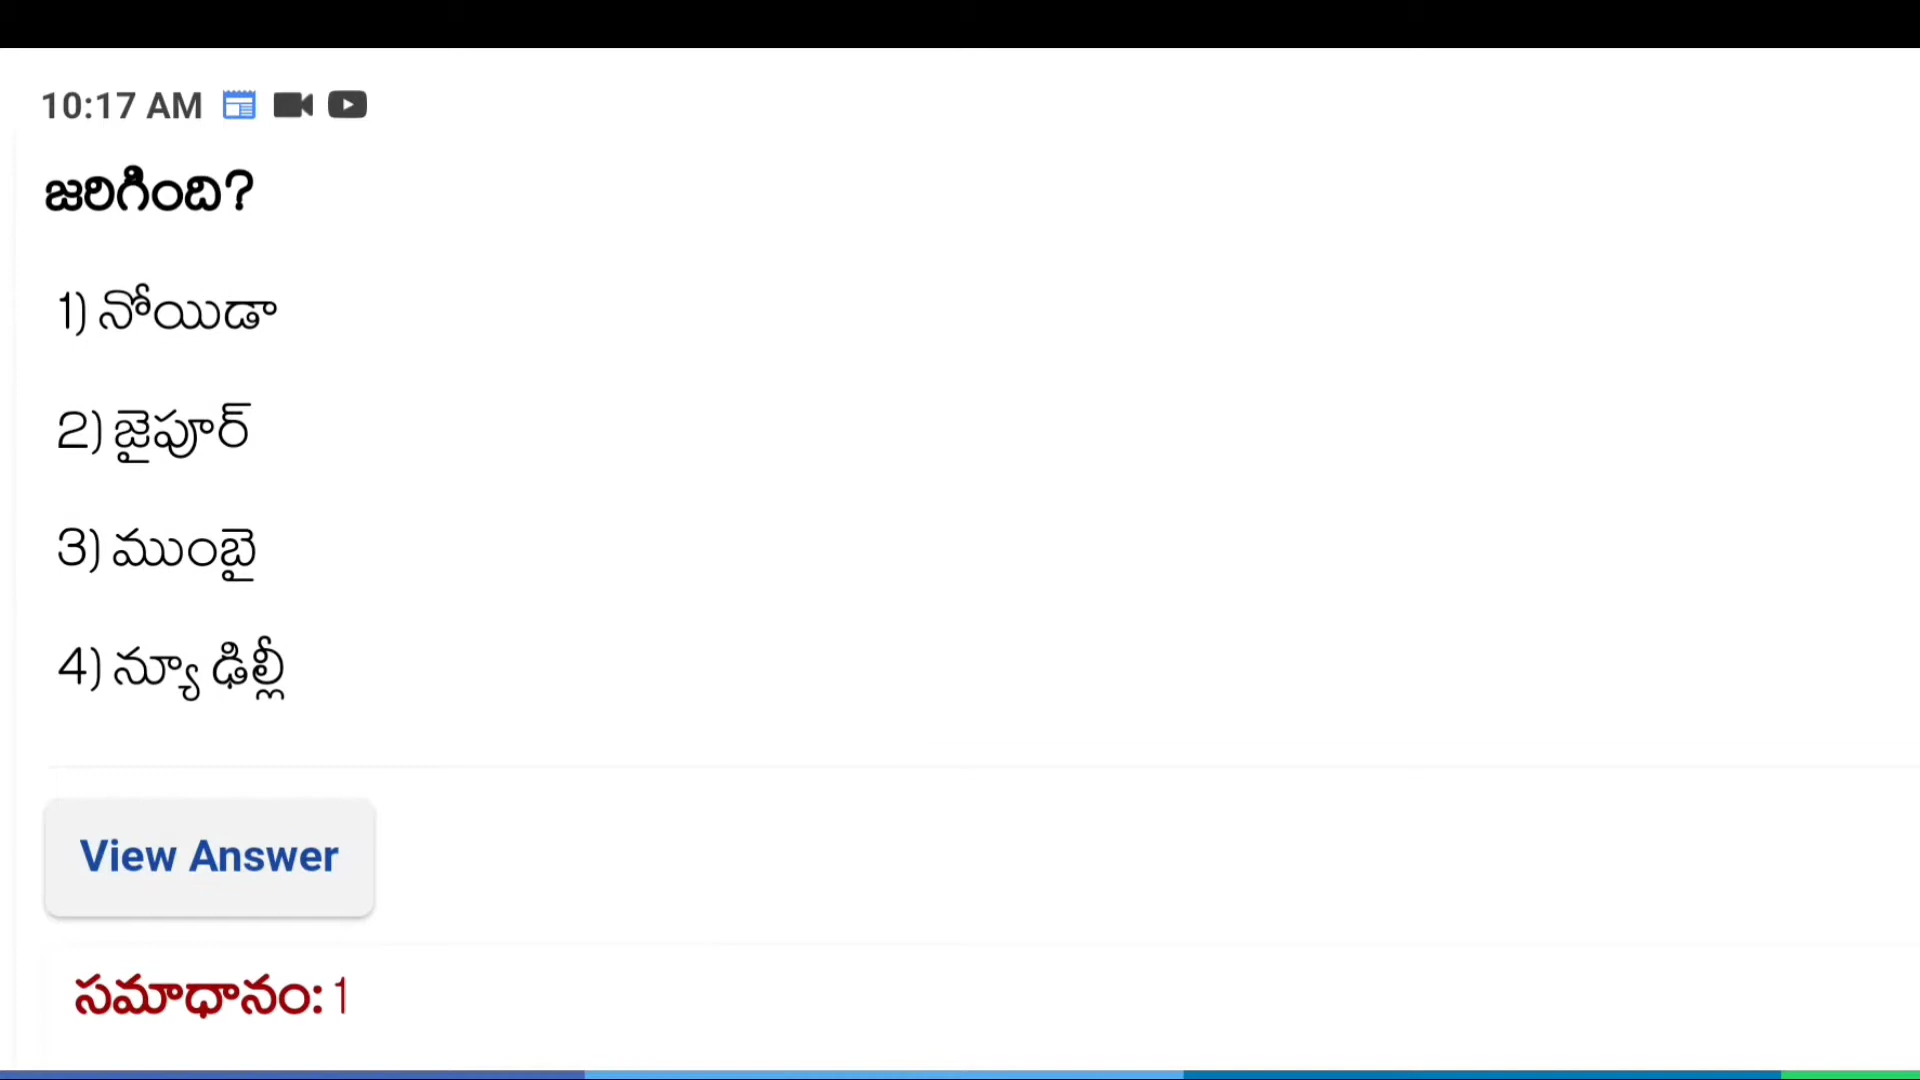 10:17 AM
జరిగింది?
1) నోయిడా
2) జైపూర్
3) ముంబై
4) న్యూ ఢిల్లీ
View Answer
సమాధానం: 1